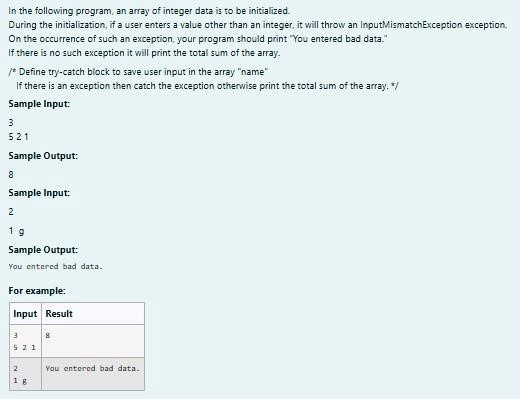 In the following program, an array of integer data is to be initialized.
During the initialization, if a user enters a value other than an integer, it will throw an InputMismatchException exception.
On the occurrence of such an exception, your program should print "You entered bad data."
If there is no such exception it will print the total sum of the array.
/* Define try-catch block to save user input in the array "name"
If there is an exception then catch the exception otherwise print the total sum of the array. */
Sample Input:
3
5 2 1
Sample Output:
8
Sample Input:
2
1 g
Sample Output:
You entered bad data.
For example:
Input Result
3 8
5 2 1
2 You entered bad data.
1 g